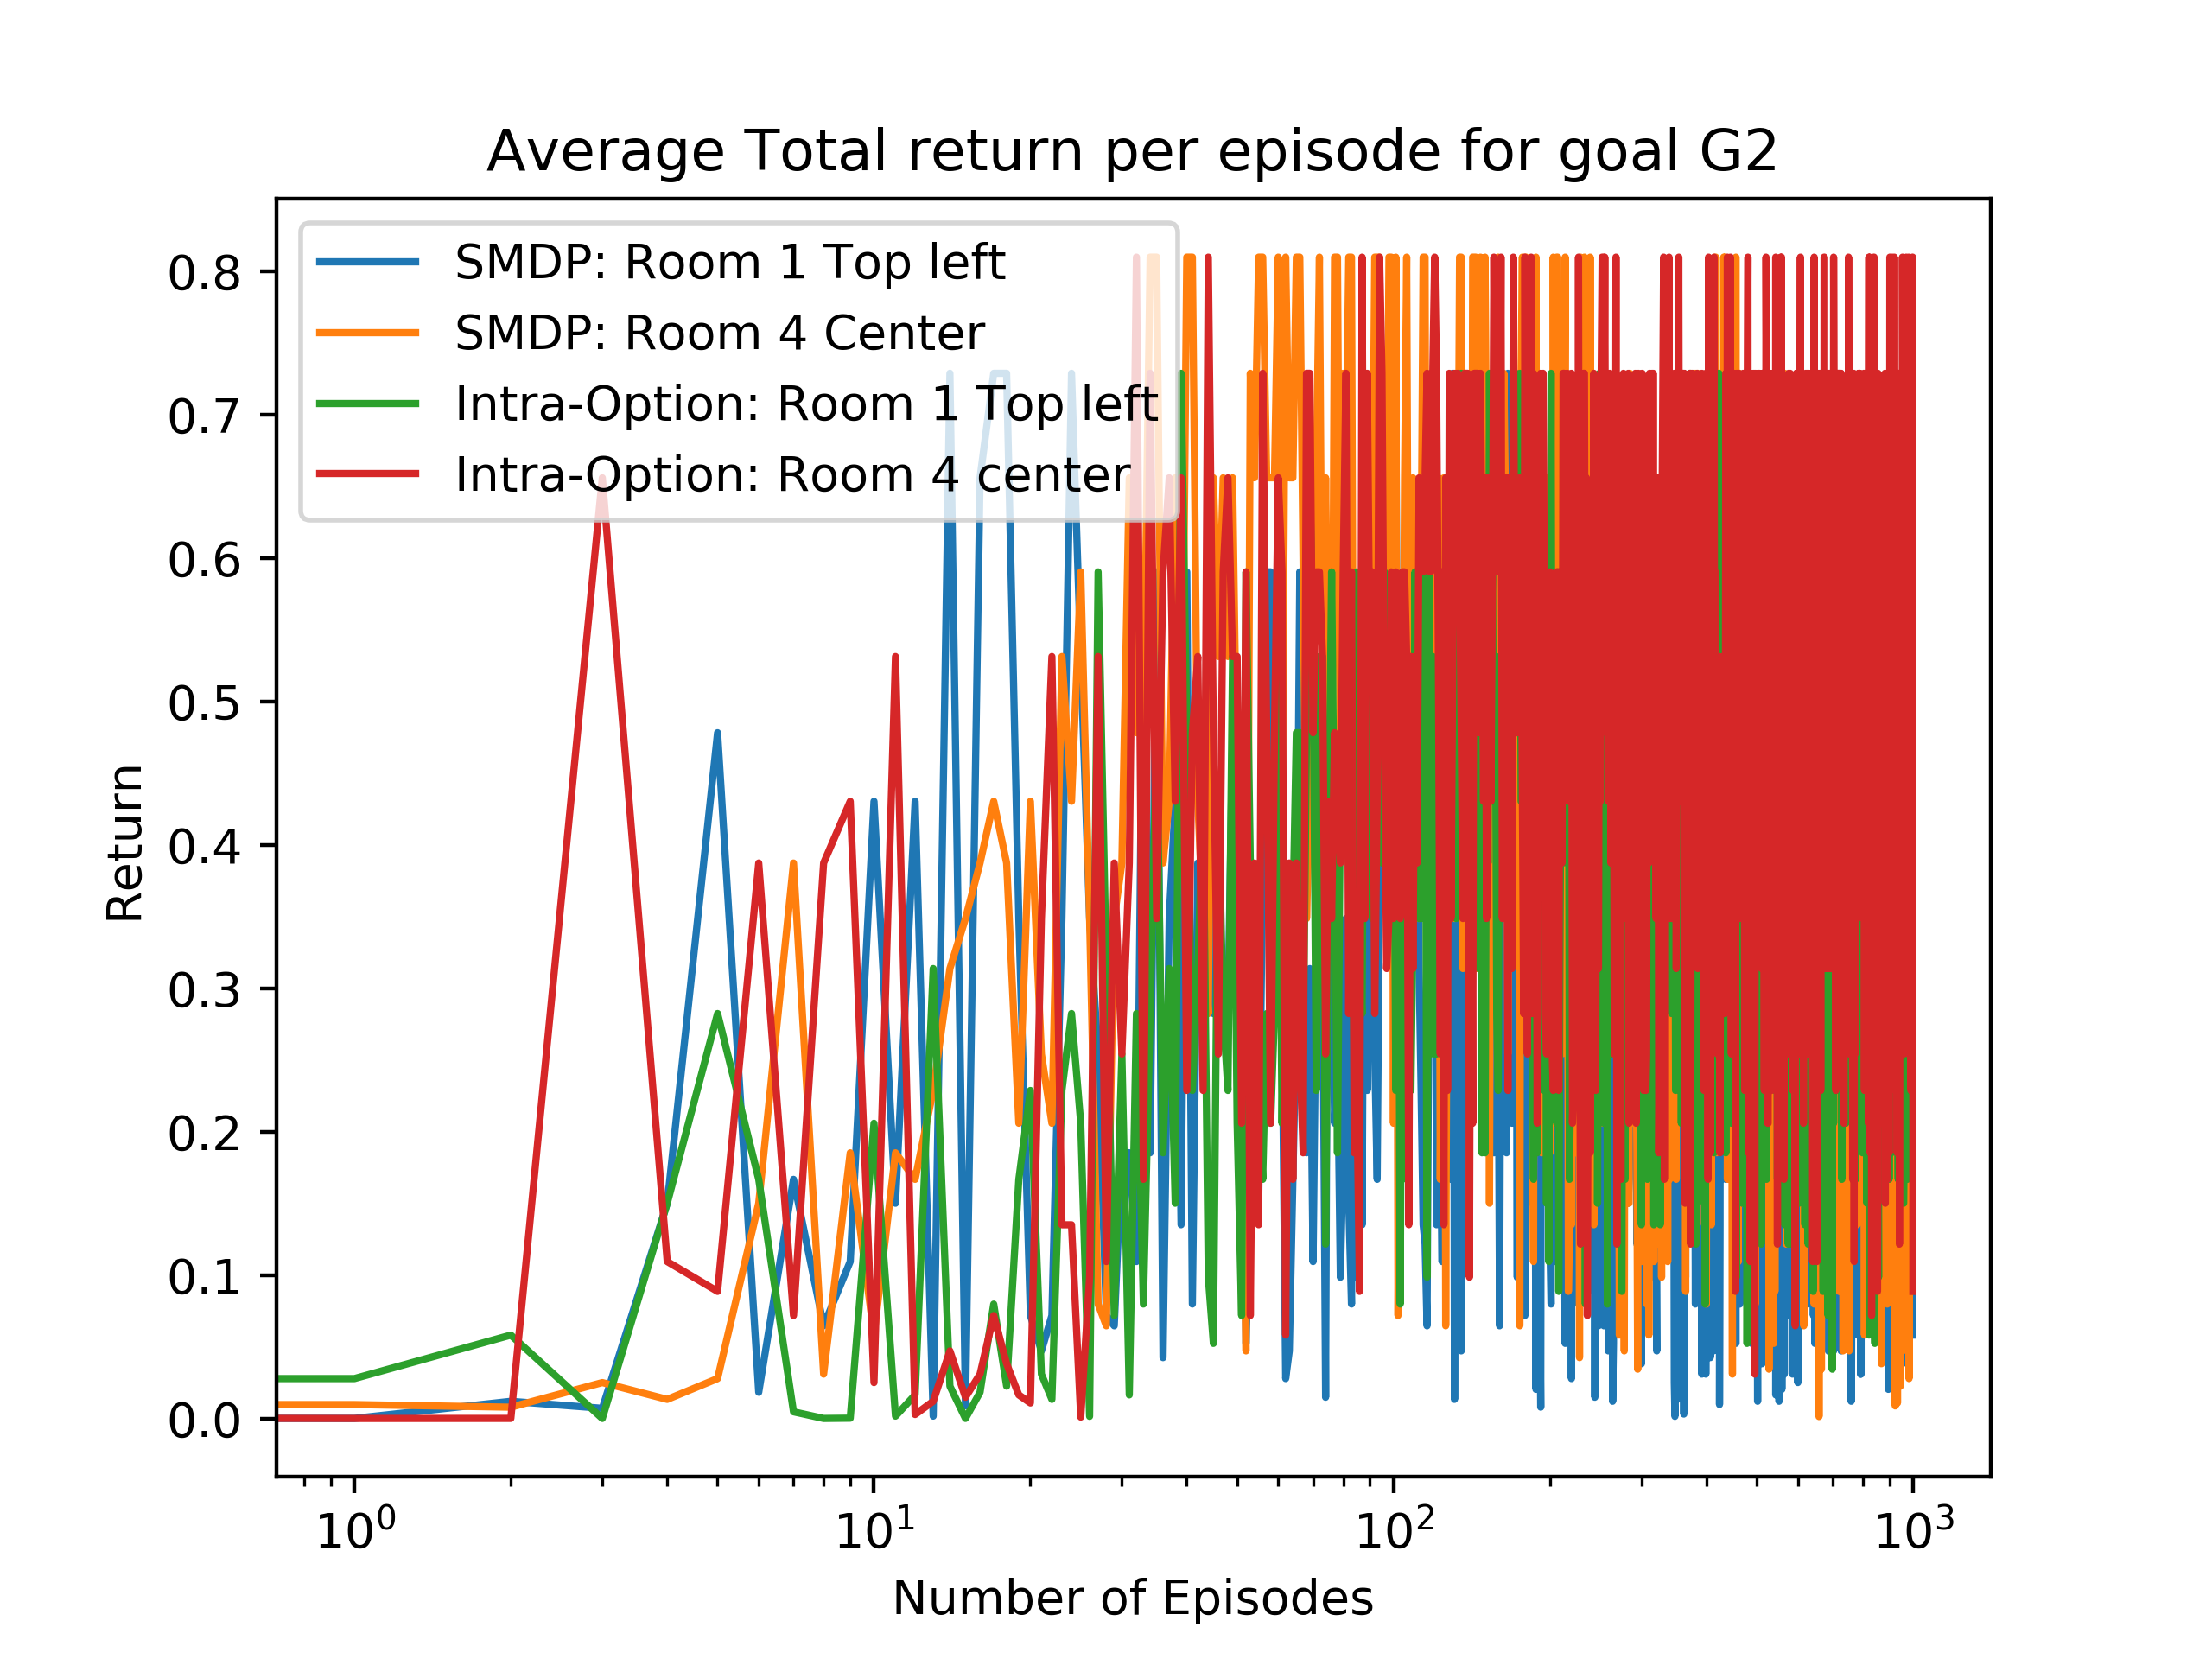 Average Total return per episode for goal G2
SMDP: Room 1 Top left
SMDP: Room 4 Center
Intra-Option: Room 1 Top left
Intra-Option: Room 4 center
0.8
0.7
0.6
0.5
0.4
0.3
0.2
0.1
0.0
Return
10⁰ 10¹ 10² 10³
Number of Episodes